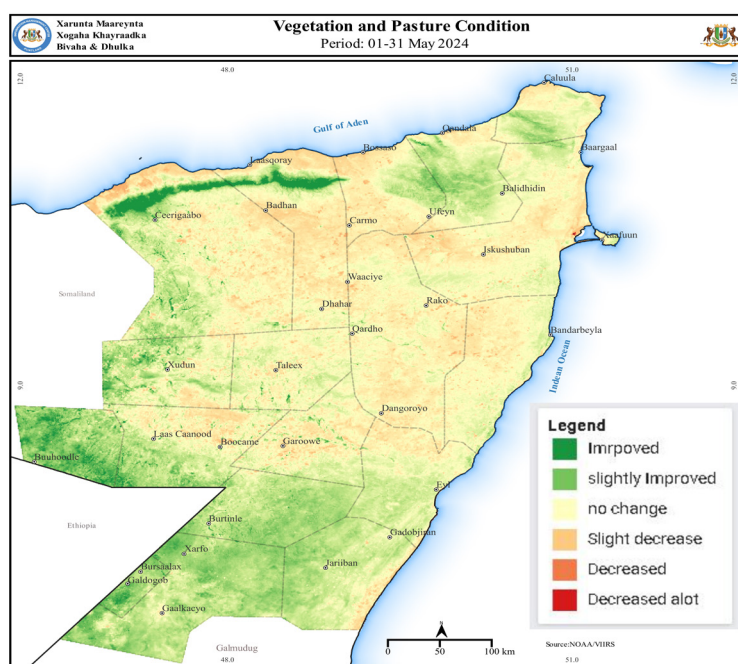 Xarunta Maareynta
Xogaha Khayraadka
Biyaha & Dhulka
Vegetation and Pasture Condition
Period: 01-31 May 2024
48.0
51.0
12.0
12.0
Caluula
Gulf of Aden
Qandala
Bossaso
Baargaal
Laasqoray
Balidhidin
Badhan
Ceerigaabo
Ufeyn
Carmo
Xaafuun
Iskushuban
Waaciye
Somaliland
Dhahar
Rako
Qardho
Bandarbeyla
Indean Ocean
Xudun
Taleex
9.0
9.0
Dangoroyo
Laas Caanood
Boocame
Garoowe
Buuhoodle
Eyl
Ethiopia
Burtinle
Gadobjiran
Xarfo
Bursaalax
Jariiban
Galdogob
Gaalkacyo
Galmudug
48.0
51.0
Legend
Imrpoved
slightly Improved
no change
Slight decrease
Decreased
Decreased alot
N
0 50 100 km
Source:NOAA/VIIRS